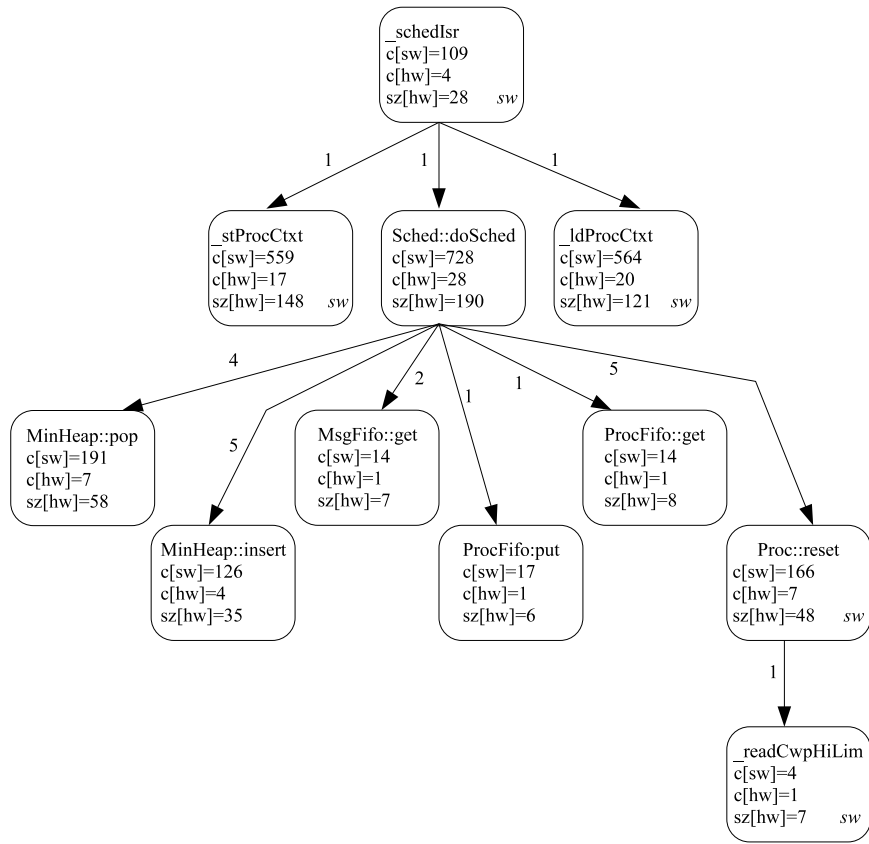 _schedIsr
c[sw]=109
c[hw]=4
sz[hw]=28 sw
1
1
1
_stProcCtxt
c[sw]=559
c[hw]=17
sz[hw]=148 sw
Sched::doSched
c[sw]=728
c[hw]=28
sz[hw]=190
_ldProcCtxt
c[sw]=564
c[hw]=20
sz[hw]=121 sw
4
5
2
1
1
5
MinHeap::pop
c[sw]=191
c[hw]=7
sz[hw]=58
MsgFifo::get
c[sw]=14
c[hw]=1
sz[hw]=7
ProcFifo::get
c[sw]=14
c[hw]=1
sz[hw]=8
MinHeap::insert
c[sw]=126
c[hw]=4
sz[hw]=35
ProcFifo:put
c[sw]=17
c[hw]=1
sz[hw]=6
Proc::reset
c[sw]=166
c[hw]=7
sz[hw]=48 sw
1
_readCwpHiLim
c[sw]=4
c[hw]=1
sz[hw]=7 sw